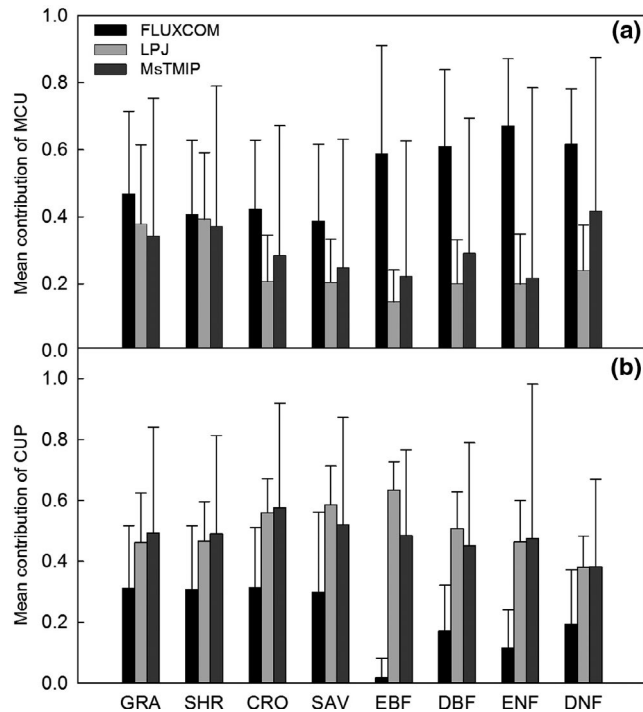 (a)
FLUXCOM
LPJ
MsTMIP
Mean contribution of MCU
1.0
0.8
0.6
0.4
0.2
0.0
(b)
Mean contribution of CUP
1.0
0.8
0.6
0.4
0.2
0.0
GRA SHR CRO SAV EBF DBF ENF DNF